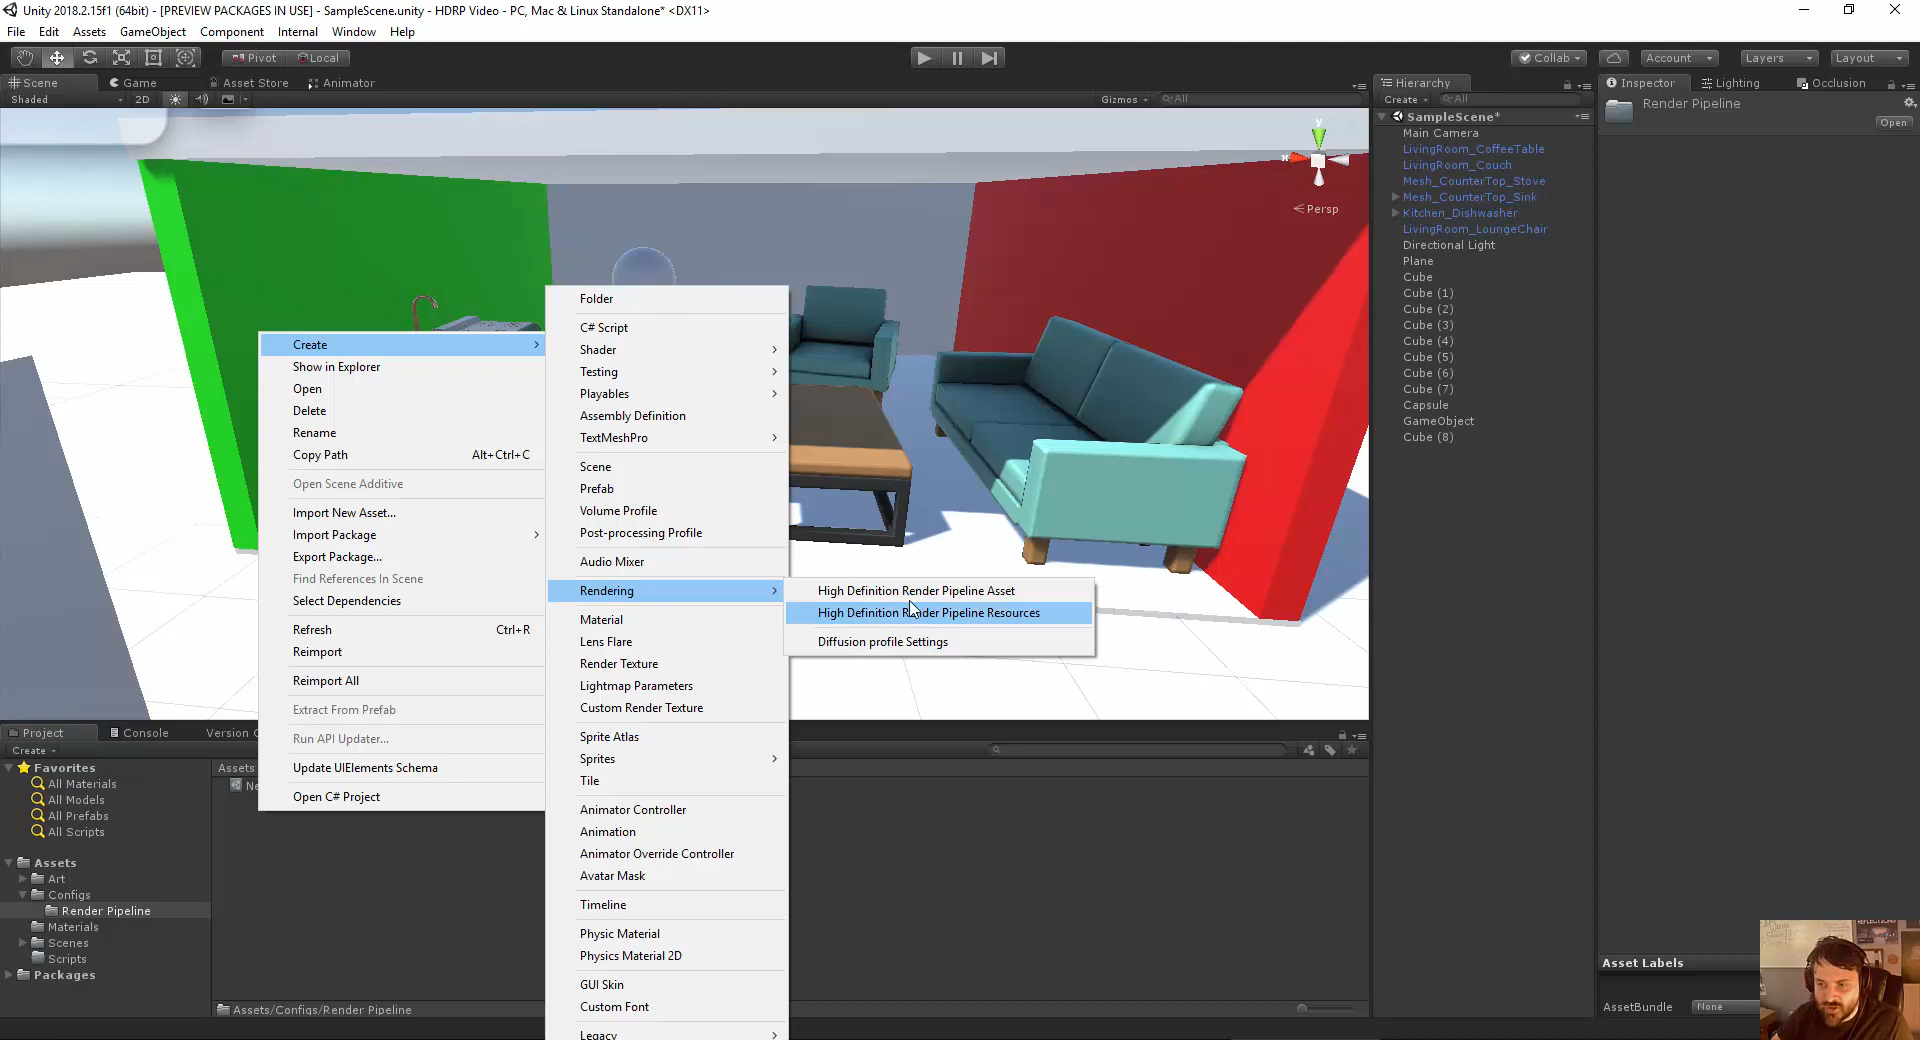 Unity 2018.2.15f1 (64bit) - [PREVIEW PACKAGES IN USE] - SampleScene.unity - HDRP Video - PC, Mac & Linux Standalone* <DX11>
File Edit Assets GameObject Component Internal Window Help
Pivot Local Collab Account Layers Layout
Scene Game Asset Store Animator
Shaded 2D Gizmos All
y
x
Persp
Hierarchy
Create All
SampleScene*
Main Camera
LivingRoom_CoffeeTable
LivingRoom_Couch
Mesh_CounterTop_Stove
Mesh_CounterTop_Sink
Kitchen_Dishwasher
LivingRoom_LoungeChair
Directional Light
Plane
Cube
Cube (1)
Cube (2)
Cube (3)
Cube (4)
Cube (5)
Cube (6)
Cube (7)
Capsule
GameObject
Cube (8)
Inspector Lighting Occlusion
Render Pipeline
Open
Create
Show in Explorer
Open
Delete
Rename
Copy Path Alt+Ctrl+C
Open Scene Additive
Import New Asset...
Import Package
Export Package...
Find References In Scene
Select Dependencies
Refresh Ctrl+R
Reimport
Reimport All
Extract From Prefab
Run API Updater...
Update UIElements Schema
Open C# Project
Folder
C# Script
Shader
Testing
Playables
Assembly Definition
TextMeshPro
Scene
Prefab
Volume Profile
Post-processing Profile
Audio Mixer
Rendering
Material
Lens Flare
Render Texture
Lightmap Parameters
Custom Render Texture
Sprite Atlas
Sprites
Tile
Animator Controller
Animation
Animator Override Controller
Avatar Mask
Timeline
Physic Material
Physics Material 2D
GUI Skin
Custom Font
Legacy
High Definition Render Pipeline Asset
High Definition Render Pipeline Resources
Diffusion profile Settings
Project Console Version
Create
Favorites
All Materials
All Models
All Prefabs
All Scripts
Assets
Art
Configs
Render Pipeline
Materials
Scenes
Scripts
Packages
Assets
Ne
Assets/Configs/Render Pipeline
Asset Labels
AssetBundle None